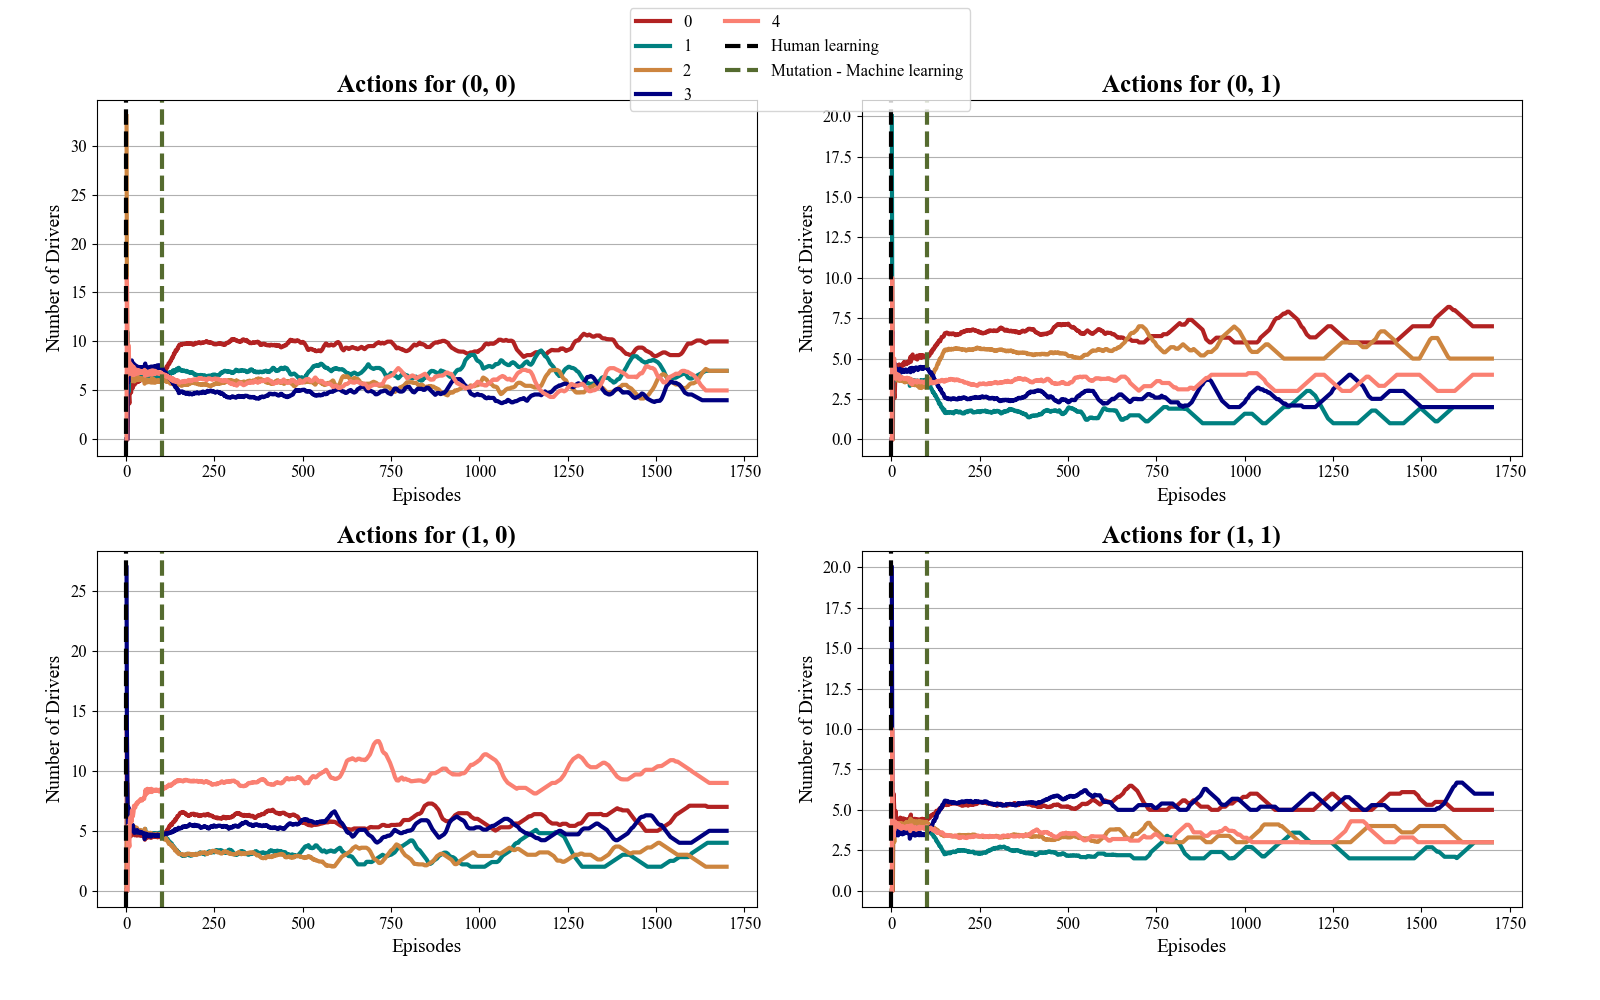 0
1
2
3
4
Human learning
Mutation - Machine learning
Actions for (0, 0)
Number of Drivers
30
25
20
15
10
5
0
0 250 500 750 1000 1250 1500 1750
Episodes
Actions for (0, 1)
Number of Drivers
20.0
17.5
15.0
12.5
10.0
7.5
5.0
2.5
0.0
0 250 500 750 1000 1250 1500 1750
Episodes
Actions for (1, 0)
Number of Drivers
25
20
15
10
5
0
0 250 500 750 1000 1250 1500 1750
Episodes
Actions for (1, 1)
Number of Drivers
20.0
17.5
15.0
12.5
10.0
7.5
5.0
2.5
0.0
0 250 500 750 1000 1250 1500 1750
Episodes